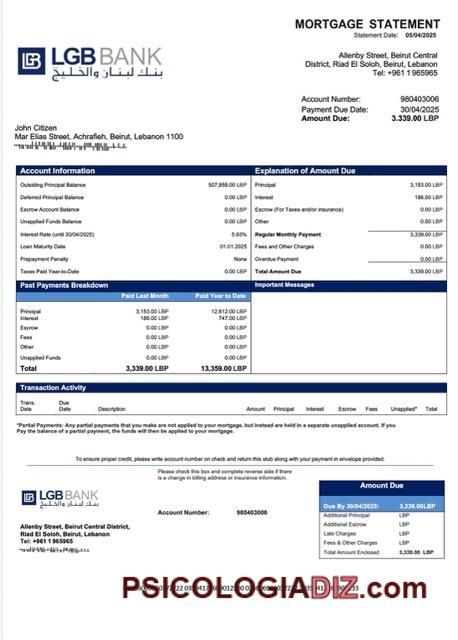 MORTGAGE STATEMENT
Statement Date: 05/04/2025
LGB BANK
بنك لبنان والخليج
Allenby Street, Beirut Central
District, Riad El Soloh, Beirut, Lebanon
Tel: +961 1 965965
Account Number: 980403006
Payment Due Date: 30/04/2025
Amount Due: 3.339.00 LBP
John Citizen
Mar Elias Street, Achrafieh, Beirut, Lebanon 1100
Account Information
Outsiding Principal Balance 507,855.00 LBP
Deferred Principal Balance 0.00 LBP
Escrow Account Balance 0.00 LBP
Unapplied Funds Balance 0.00 LBP
Interest Rate (until 30/04/2025) 5.93%
Loan Maturity Date 01.01.2025
Prepayment Penalty None
Taxes Paid Year-to-Date 0.00 LBP
Explanation of Amount Due
Principal 3,153.00 LBP
Interest 186.00 LBP
Escrow (For Taxes and/or insurance) 0.00 LBP
Other 0.00 LBP
Regular Monthly Payment 3,339.00 LBP
Fees and Other Charges 0.00 LBP
Overdue Payment 0.00 LBP
Total Amount Due 3,339.00 LBP
Past Payments Breakdown
Paid Last Month Paid Year to Date
Principal 3,153.00 LBP 12,612.00 LBP
Interest 186.00 LBP 747.00 LBP
Escrow 0.00 LBP 0.00 LBP
Fees 0.00 LBP 0.00 LBP
Other 0.00 LBP 0.00 LBP
Unapplied Funds 0.00 LBP 0.00 LBP
Total 3,339.00 LBP 13,359.00 LBP
Important Messages
Transaction Activity
Trans. Date Due Date Description Amount Principal Interest Escrow Fees Unapplied* Total
*Partial Payments: Any partial payments that you make are not applied to your mortgage, but instead are held in a separate unapplied account. If you
Pay the balance of a partial payment, the funds will then by applied to your mortgage.
To ensure proper credit, please write account number on check and return this stub along with your payment in envelope provided.
Please check this box and complete reverse side if there
is a change in billing address or insurance information.
LGB BANK
بنك لبنان والخليج
Account Number: 980403006
Allenby Street, Beirut Central District,
Riad El Soloh, Beirut, Lebanon
Tel: +961 1 965965
Amount Due
Due By 30/04/2025: 3,339.00LBP
Additional Principal LBP
Additional Escrow LBP
Late Charges LBP
Fees & Other Charges LBP
Total Amount Enclosed 3,339.00 LBP
PSICOLOGIADIZ.com